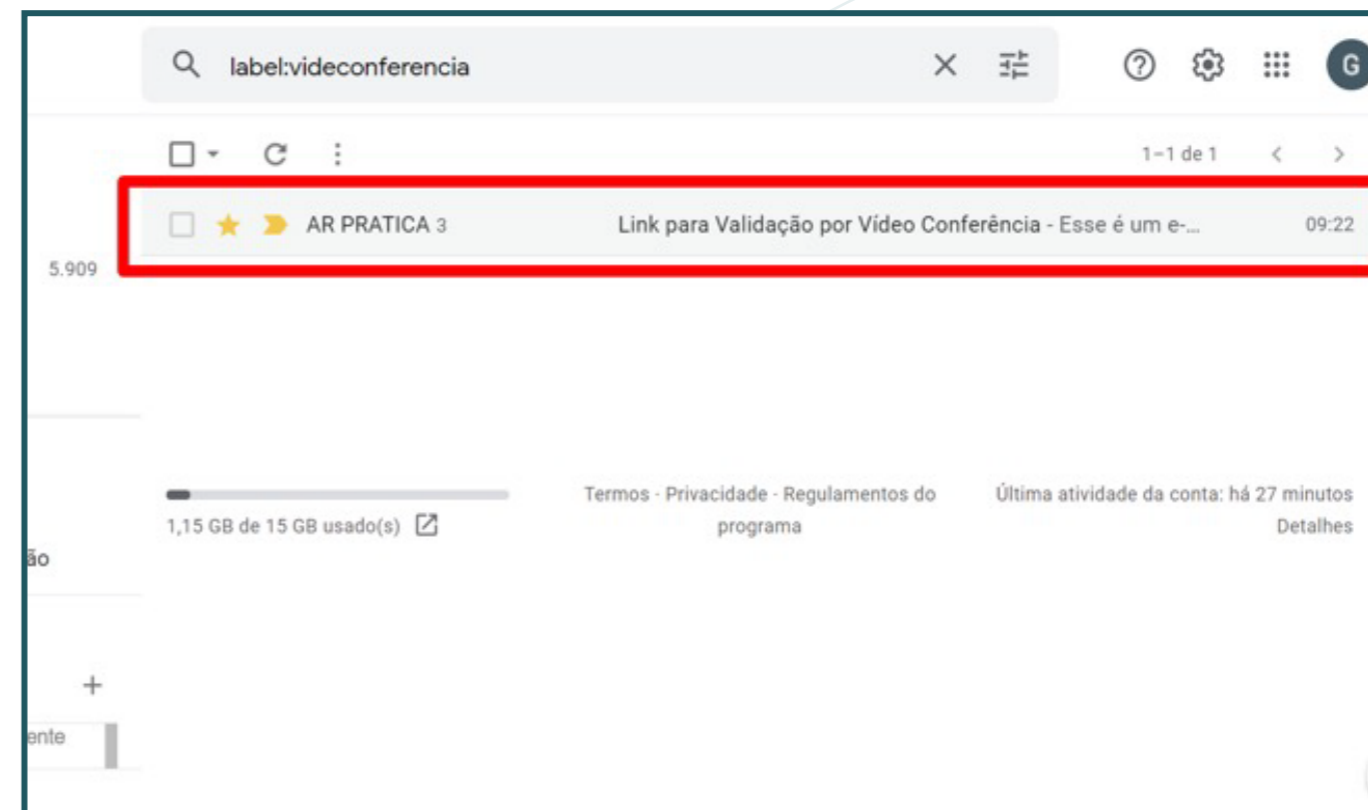 label:videconferencia
G
1–1 de 1
AR PRATICA 3 Link para Validação por Vídeo Conferência - Esse é um e-... 09:22
5.909
Termos - Privacidade - Regulamentos do
programa
Última atividade da conta: há 27 minutos
Detalhes
1,15 GB de 15 GB usado(s)
ão
+
ente